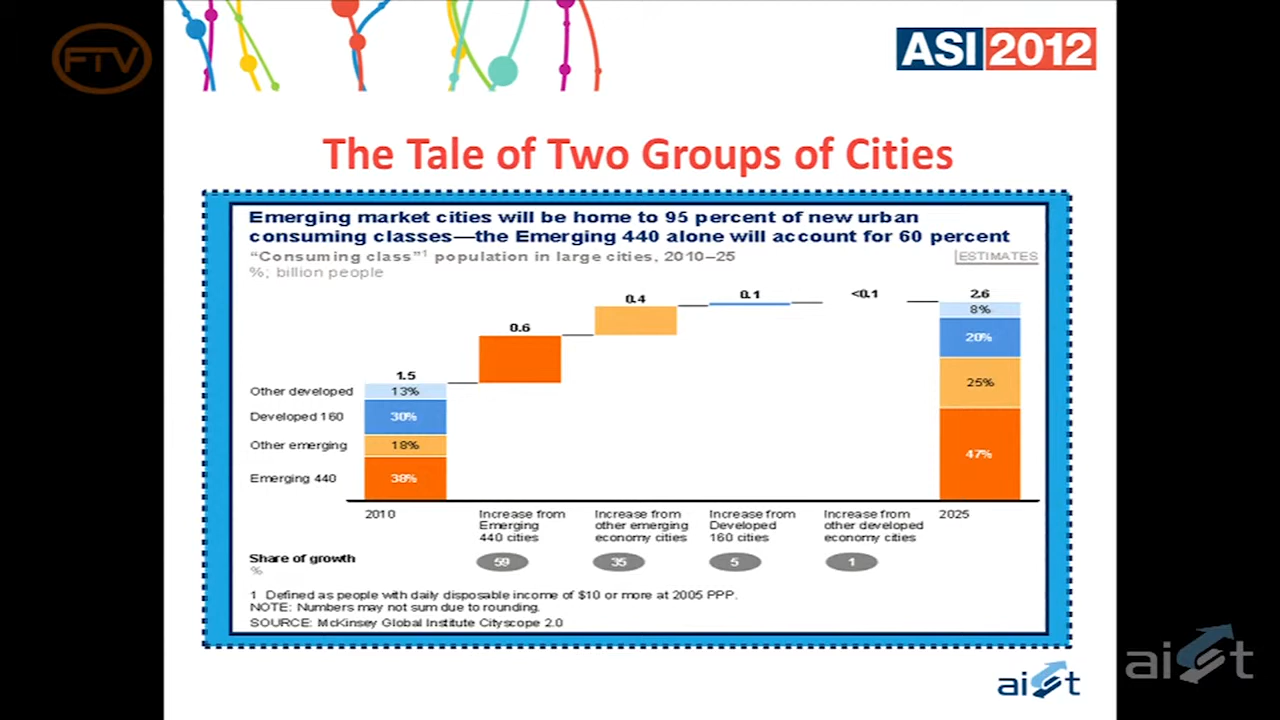 FTV
ASI 2012
The Tale of Two Groups of Cities
Emerging market cities will be home to 95 percent of new urban
consuming classes—the Emerging 440 alone will account for 60 percent
“Consuming class”1 population in large cities, 2010–25
%; billion people
ESTIMATES
1.5
0.6
0.4
0.1
<0.1
2.6
Other developed 13% 8%
Developed 160 30% 20%
Other emerging 18% 25%
Emerging 440 38% 47%
2010
Increase from
Emerging
440 cities
Increase from
other emerging
economy cities
Increase from
Developed
160 cities
Increase from
other developed
economy cities
2025
Share of growth
%
59 35 5 1
1 Defined as people with daily disposable income of $10 or more at 2005 PPP.
NOTE: Numbers may not sum due to rounding.
SOURCE: McKinsey Global Institute Cityscope 2.0
aist
aist